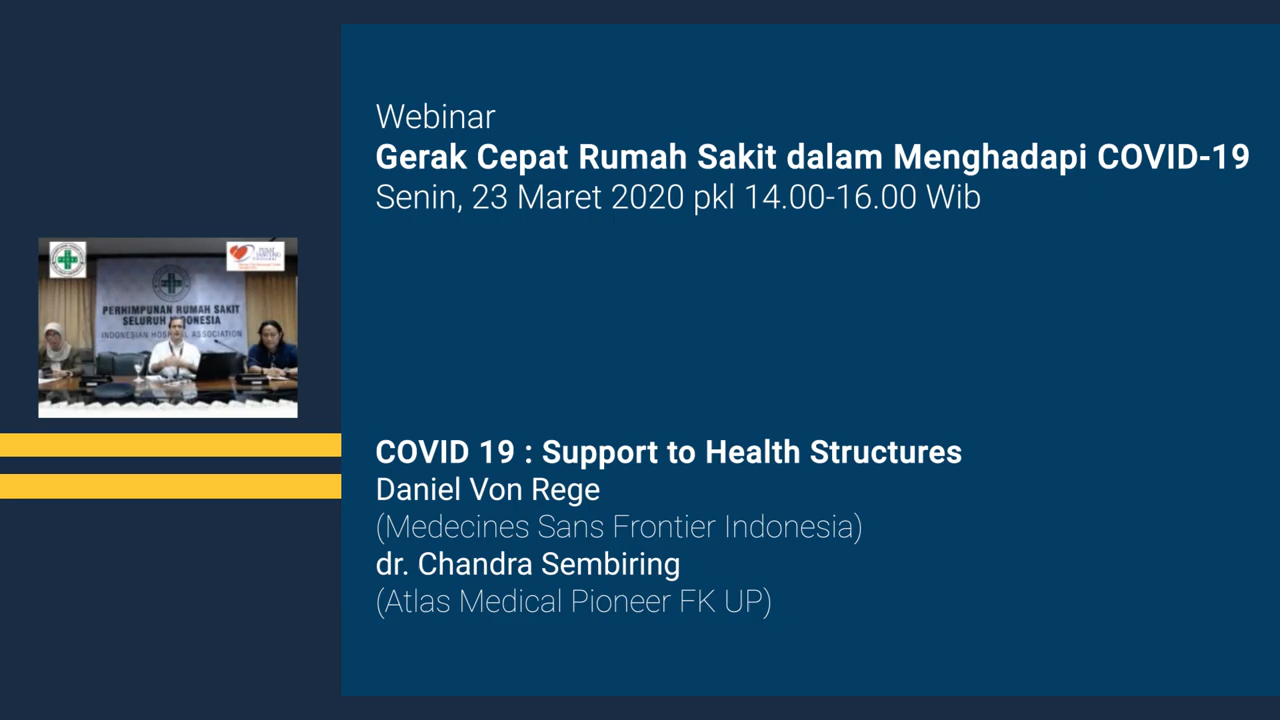 Webinar
Gerak Cepat Rumah Sakit dalam Menghadapi COVID-19
Senin, 23 Maret 2020 pkl 14.00-16.00 Wib
PERHIMPUNAN RUMAH SAKIT
SELURUH INDONESIA
INDONESIAN HOSPITAL ASSOCIATION
COVID 19 : Support to Health Structures
Daniel Von Rege
(Medecines Sans Frontier Indonesia)
dr. Chandra Sembiring
(Atlas Medical Pioneer FK UP)